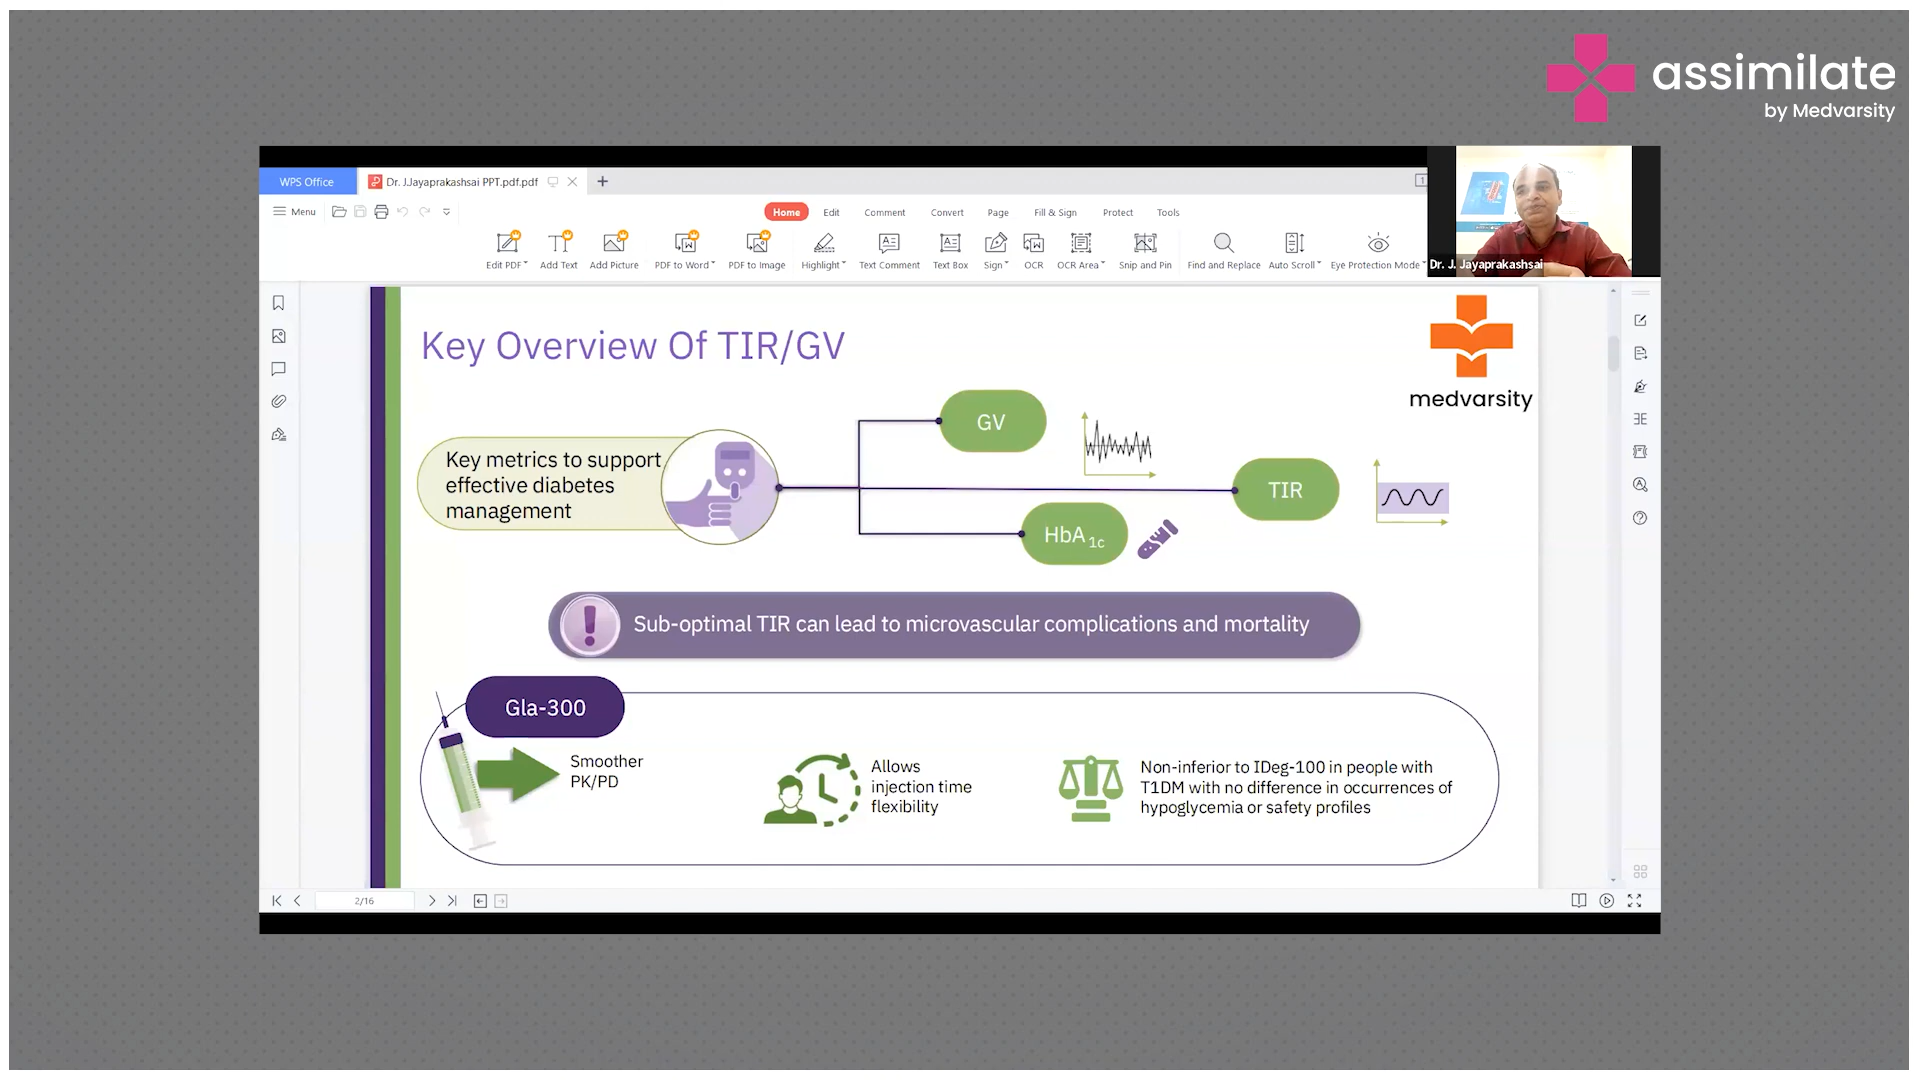 assimilate
by Medvarsity
WPS Office
Dr. J.Jayaprakashsai PPT.pdf.pdf
1
Menu
Home
Edit
Comment
Convert
Page
Fill & Sign
Protect
Tools
Edit PDF
Add Text
Add Picture
PDF to Word
PDF to Image
Highlight
Text Comment
Text Box
Sign
OCR
OCR Area
Snip and Pin
Find and Replace
Auto Scroll
Eye Protection Mode
Dr. J. Jayaprakashsai
Key Overview Of TIR/GV
medvarsity
Key metrics to support
effective diabetes
management
GV
TIR
HbA1c
Sub-optimal TIR can lead to microvascular complications and mortality
Gla-300
Smoother
PK/PD
Allows
injection time
flexibility
Non-inferior to IDeg-100 in people with
T1DM with no difference in occurrences of
hypoglycemia or safety profiles
2/16